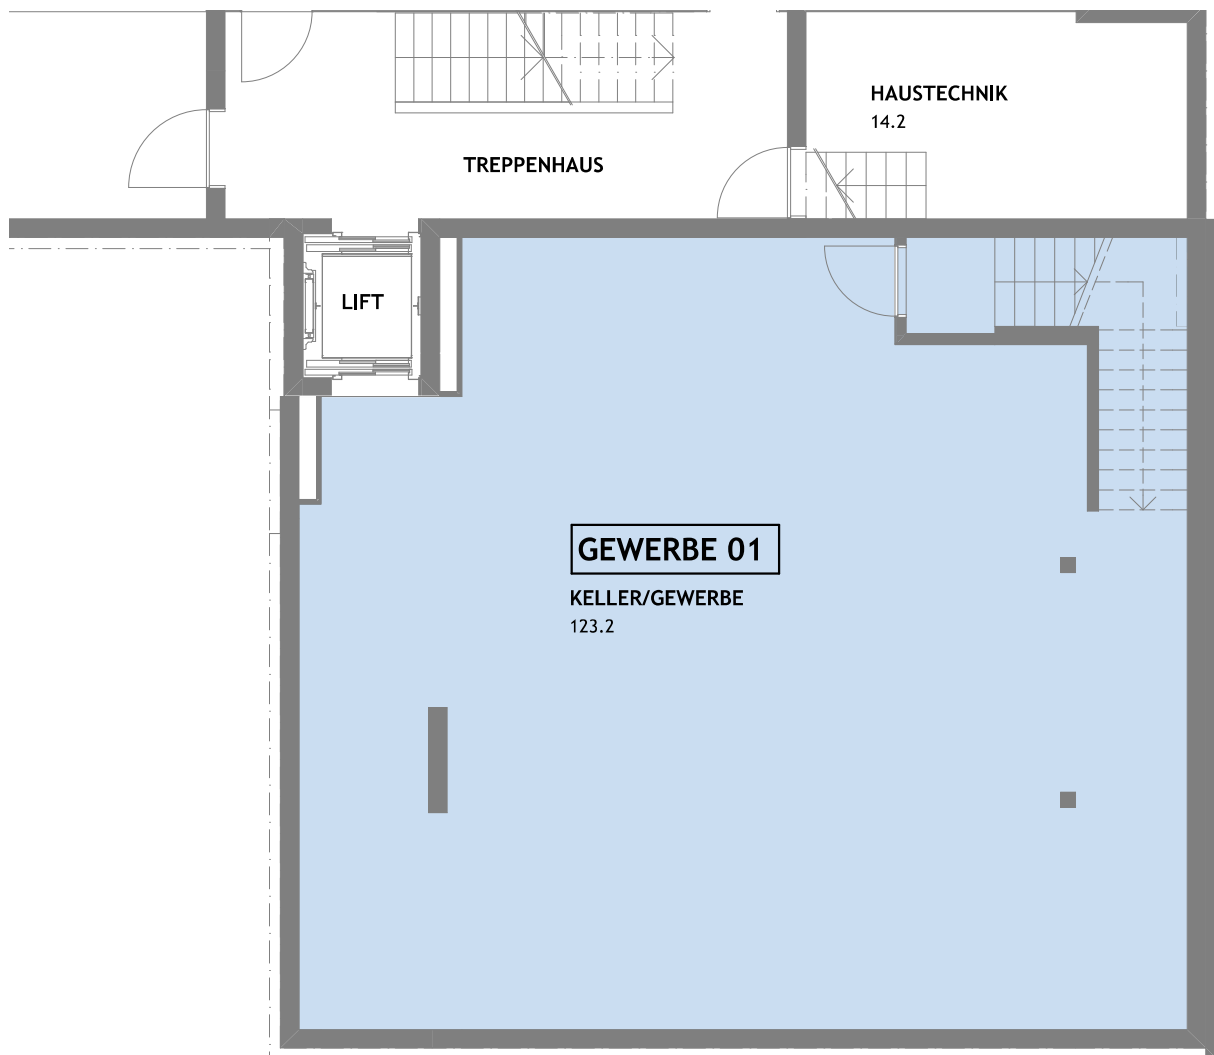 HAUSTECHNIK
14.2
TREPPENHAUS
LIFT
GEWERBE 01
KELLER/GEWERBE
123.2